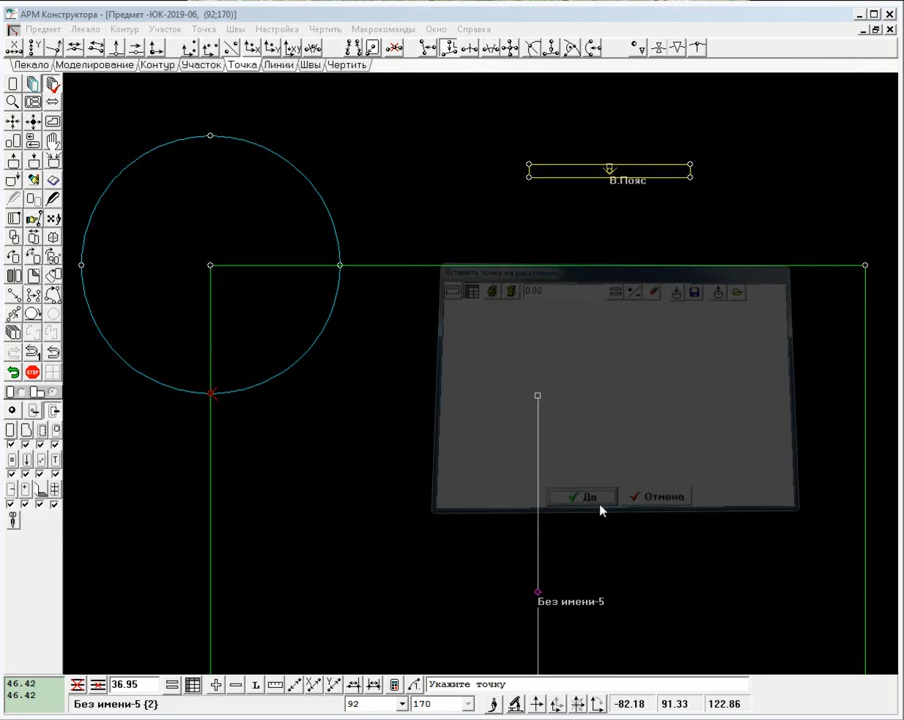 АРМ Конструктора - [Предмет -ЮК-2019-06,  (92;170)]
Предмет Лекало Контур Участок Точка Швы Настройка Чертить Макрокоманды Окно Справка
Лекало Моделирование Контур Участок Точка Линии Швы Чертить
В.Пояс
Вставить точку на расстоянии
0.00
Да Отмена
Без имени-5
46.42
46.42
36.95
Укажите точку
Без имени-5 {2}
92
170
-82.18
91.33
122.86